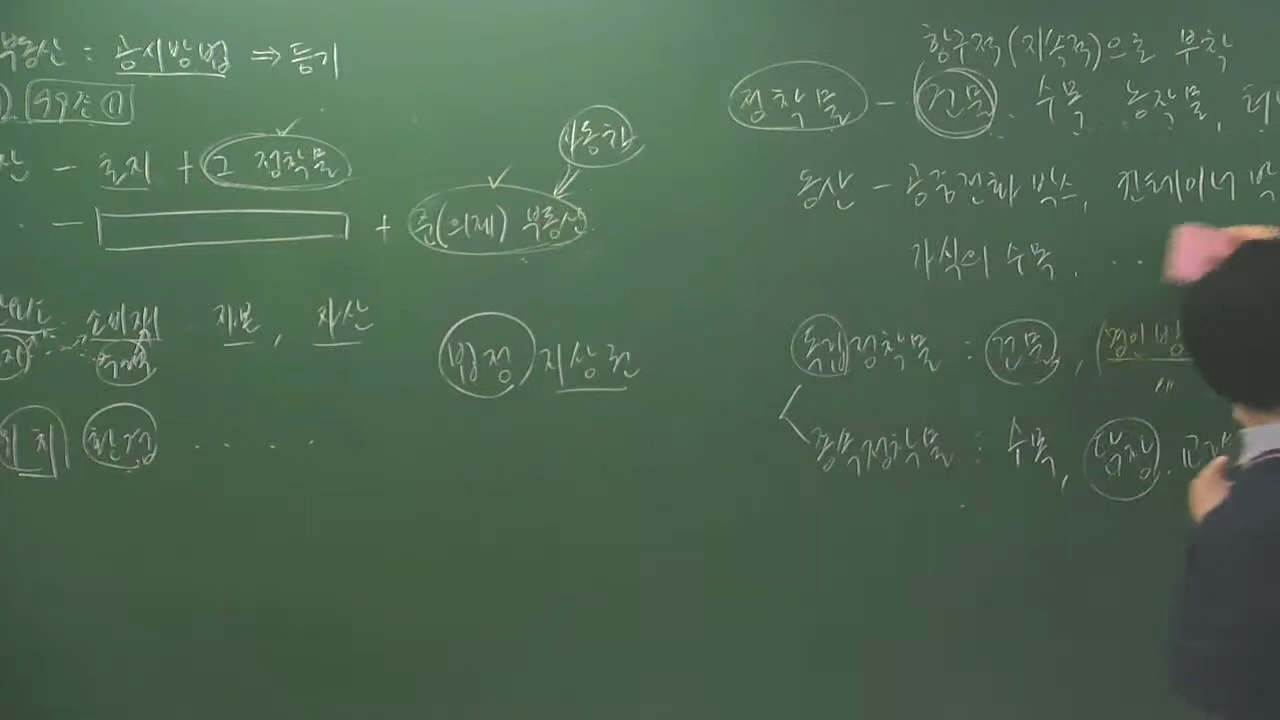 부동산 : 공시방법 ⇒ 등기
99조 ①
산 - 토지 + 그 정착물
- + 준(의제) 부동산
자동차
소비재
자본, 자산
위치 환경 . . . .
법정 지상권
항구적(지속적)으로 부착
정착물 - 건물. 수목 농작물,
동산 - 공중전화 박스, 컨테이너 박
가식의 수목. . .
독립정착물 : 건물, 명인방
종속정착물 : 수목, 담장.